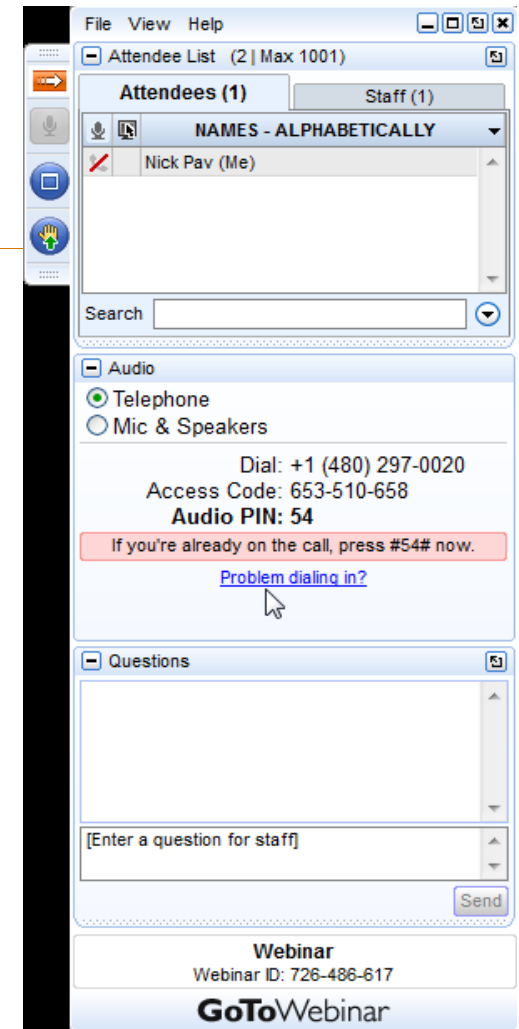 File View Help
Attendee List (2 | Max 1001)
Attendees (1) Staff (1)
NAMES - ALPHABETICALLY
Nick Pav (Me)
Search
Audio
Telephone
Mic & Speakers
Dial: +1 (480) 297-0020
Access Code: 653-510-658
Audio PIN: 54
If you're already on the call, press #54# now.
Problem dialing in?
Questions
[Enter a question for staff]
Send
Webinar
Webinar ID: 726-486-617
GoToWebinar